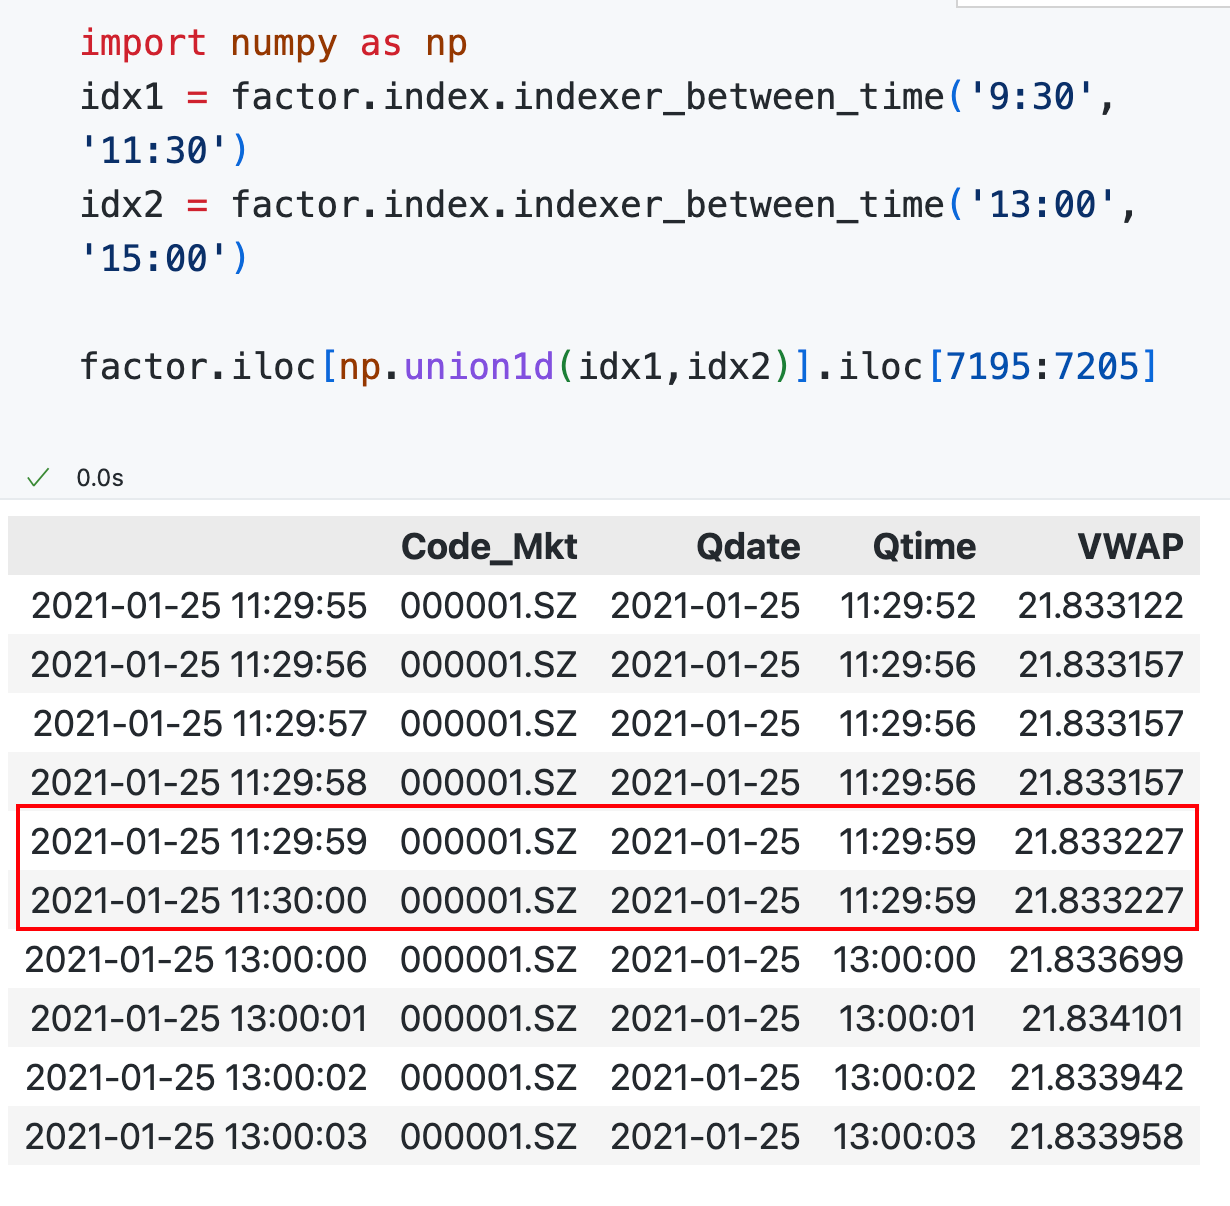 import numpy as np
idx1 = factor.index.indexer_between_time('9:30',
'11:30')
idx2 = factor.index.indexer_between_time('13:00',
'15:00')
factor.iloc[np.union1d(idx1,idx2)].iloc[7195:7205]
0.0s
Code_Mkt Qdate Qtime VWAP
2021-01-25 11:29:55 000001.SZ 2021-01-25 11:29:52 21.833122
2021-01-25 11:29:56 000001.SZ 2021-01-25 11:29:56 21.833157
2021-01-25 11:29:57 000001.SZ 2021-01-25 11:29:56 21.833157
2021-01-25 11:29:58 000001.SZ 2021-01-25 11:29:56 21.833157
2021-01-25 11:29:59 000001.SZ 2021-01-25 11:29:59 21.833227
2021-01-25 11:30:00 000001.SZ 2021-01-25 11:29:59 21.833227
2021-01-25 13:00:00 000001.SZ 2021-01-25 13:00:00 21.833699
2021-01-25 13:00:01 000001.SZ 2021-01-25 13:00:01 21.834101
2021-01-25 13:00:02 000001.SZ 2021-01-25 13:00:02 21.833942
2021-01-25 13:00:03 000001.SZ 2021-01-25 13:00:03 21.833958